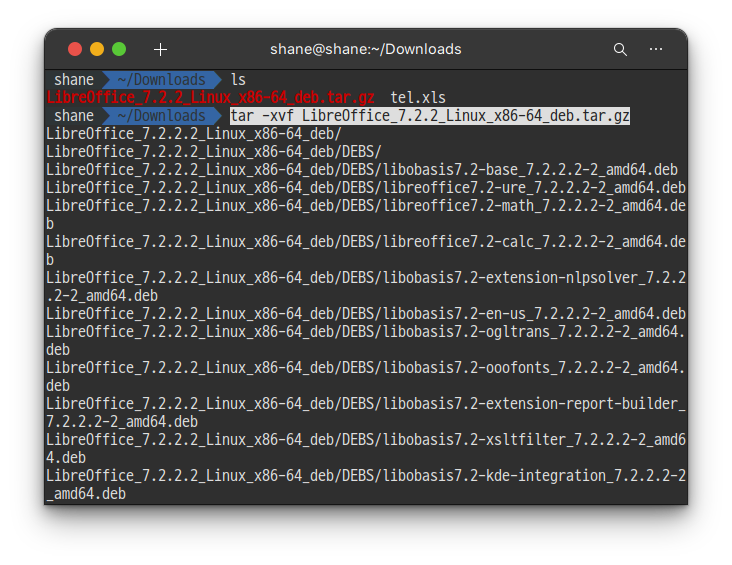 shane@shane:~/Downloads
shane ~/Downloads ls
LibreOffice_7.2.2_Linux_x86-64_deb.tar.gz tel.xls
shane ~/Downloads tar -xvf LibreOffice_7.2.2_Linux_x86-64_deb.tar.gz
LibreOffice_7.2.2.2_Linux_x86-64_deb/
LibreOffice_7.2.2.2_Linux_x86-64_deb/DEBS/
LibreOffice_7.2.2.2_Linux_x86-64_deb/DEBS/libobasis7.2-base_7.2.2.2-2_amd64.deb
LibreOffice_7.2.2.2_Linux_x86-64_deb/DEBS/libreoffice7.2-ure_7.2.2.2-2_amd64.deb
LibreOffice_7.2.2.2_Linux_x86-64_deb/DEBS/libreoffice7.2-math_7.2.2.2-2_amd64.de
b
LibreOffice_7.2.2.2_Linux_x86-64_deb/DEBS/libreoffice7.2-calc_7.2.2.2-2_amd64.de
b
LibreOffice_7.2.2.2_Linux_x86-64_deb/DEBS/libobasis7.2-extension-nlpsolver_7.2.2
.2-2_amd64.deb
LibreOffice_7.2.2.2_Linux_x86-64_deb/DEBS/libobasis7.2-en-us_7.2.2.2-2_amd64.deb
LibreOffice_7.2.2.2_Linux_x86-64_deb/DEBS/libobasis7.2-ogltrans_7.2.2.2-2_amd64.
deb
LibreOffice_7.2.2.2_Linux_x86-64_deb/DEBS/libobasis7.2-ooofonts_7.2.2.2-2_amd64.
deb
LibreOffice_7.2.2.2_Linux_x86-64_deb/DEBS/libobasis7.2-extension-report-builder_
7.2.2.2-2_amd64.deb
LibreOffice_7.2.2.2_Linux_x86-64_deb/DEBS/libobasis7.2-xsltfilter_7.2.2.2-2_amd6
4.deb
LibreOffice_7.2.2.2_Linux_x86-64_deb/DEBS/libobasis7.2-kde-integration_7.2.2.2-2
_amd64.deb